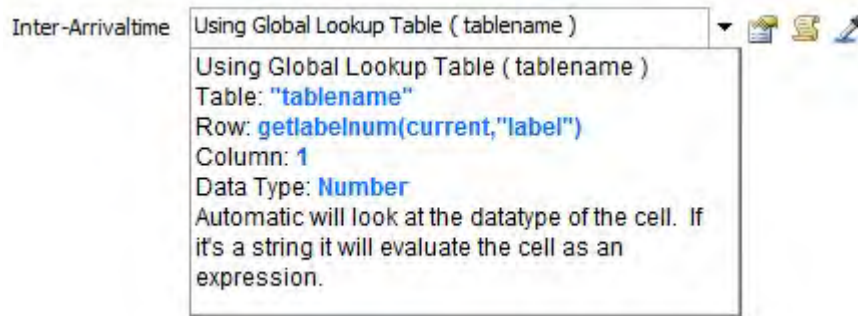 Inter-Arrivaltime Using Global Lookup Table ( tablename )
Using Global Lookup Table ( tablename )
Table: "tablename"
Row: getlabelnum(current,"label")
Column: 1
Data Type: Number
Automatic will look at the datatype of the cell. If
it's a string it will evaluate the cell as an
expression.